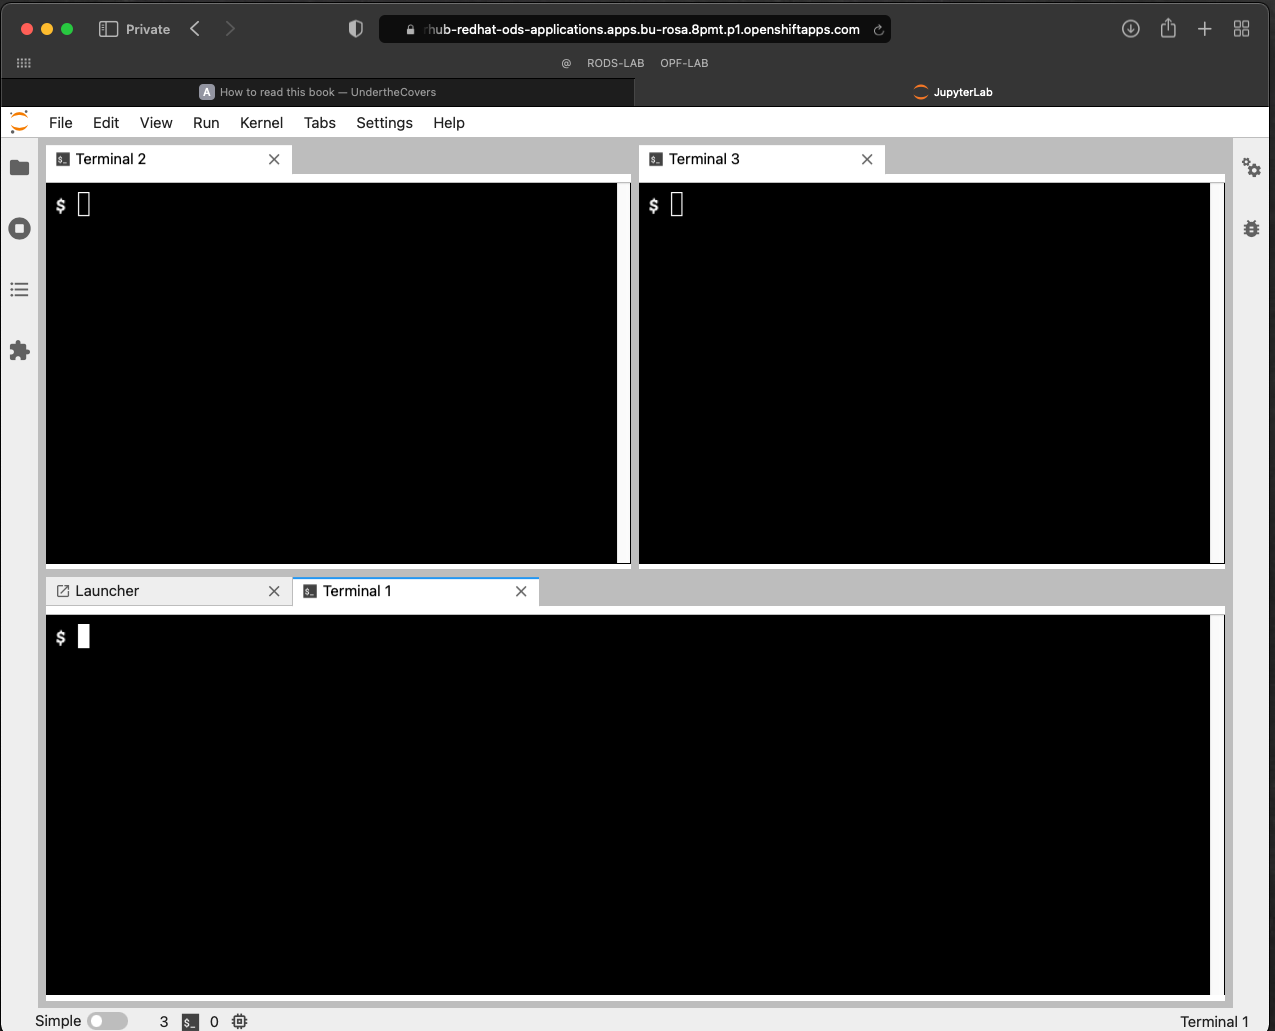 Private
rhub-redhat-ods-applications.apps.bu-rosa.8pmt.p1.openshiftapps.com
@ RODS-LAB OPF-LAB
A How to read this book — UndertheCovers
JupyterLab
File Edit View Run Kernel Tabs Settings Help
$_ Terminal 2
$_ Terminal 3
$
$
Launcher
$_ Terminal 1
$
Simple 3 $_ 0
Terminal 1